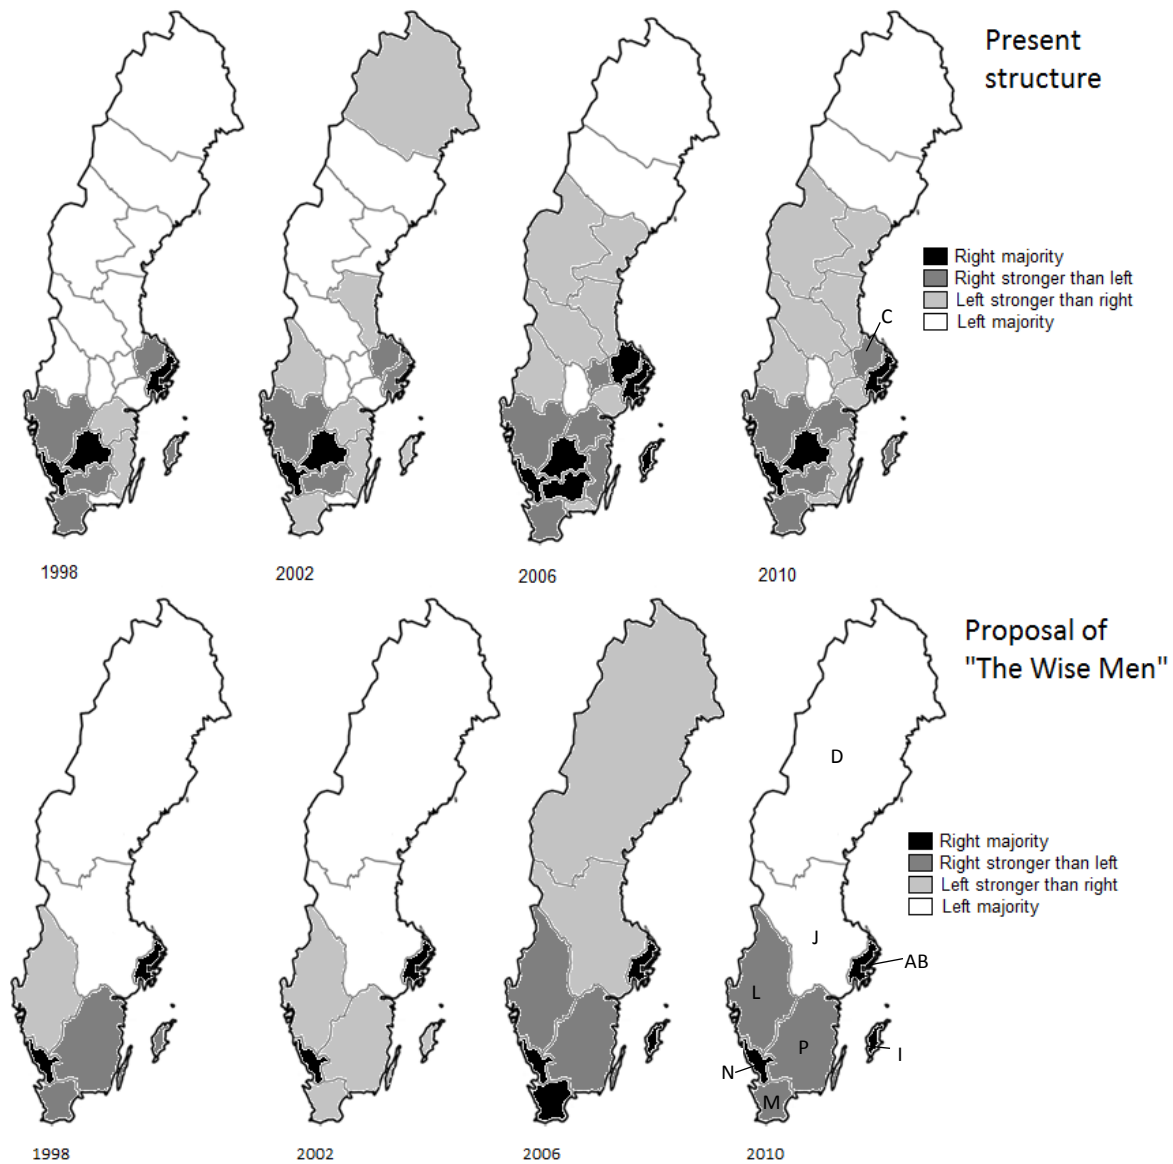 Present
structure
Right majority
Right stronger than left
Left stronger than right
Left majority
C
1998
2002
2006
2010
Proposal of
"The Wise Men"
D
Right majority
Right stronger than left
Left stronger than right
Left majority
J
AB
L
P
I
N
M
1998
2002
2006
2010